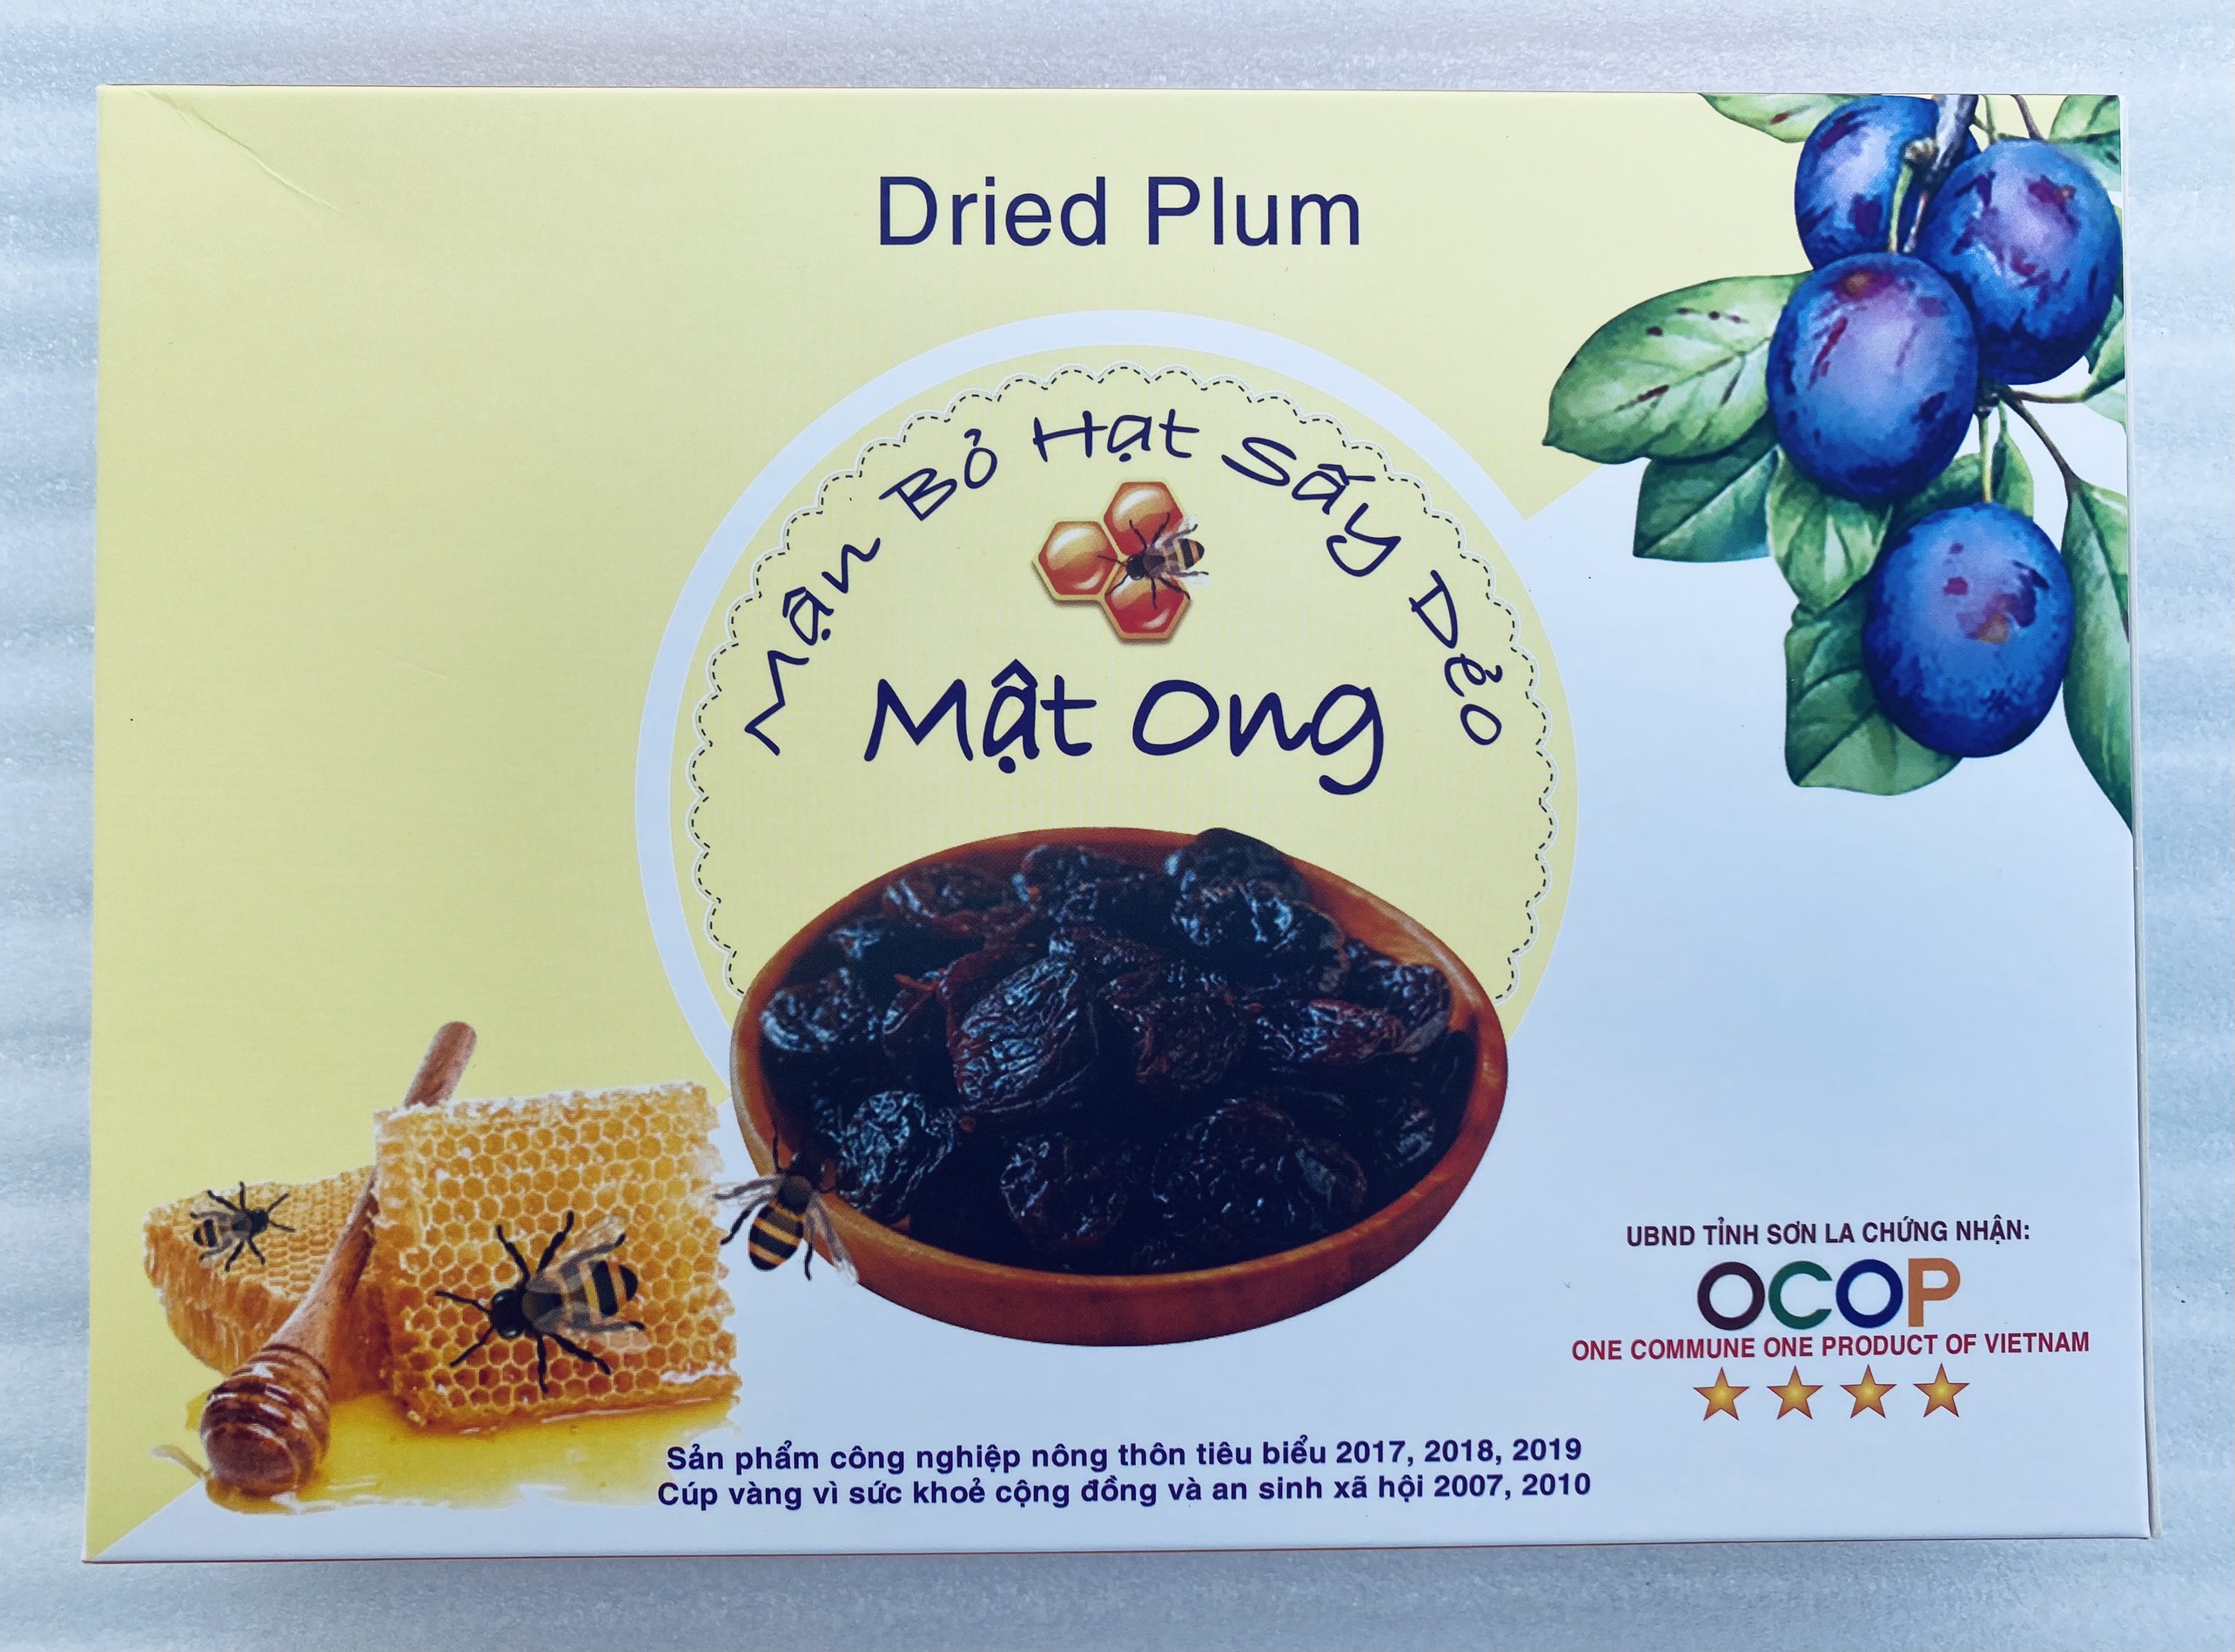 Dried Plum
Mận Bỏ Hạt Sấy Dẻo
Mật Ong
UBND TỈNH SƠN LA CHỨNG NHẬN:
OCOP
ONE COMMUNE ONE PRODUCT OF VIETNAM
Sản phẩm công nghiệp nông thôn tiêu biểu 2017, 2018, 2019
Cúp vàng vì sức khoẻ cộng đồng và an sinh xã hội 2007, 2010